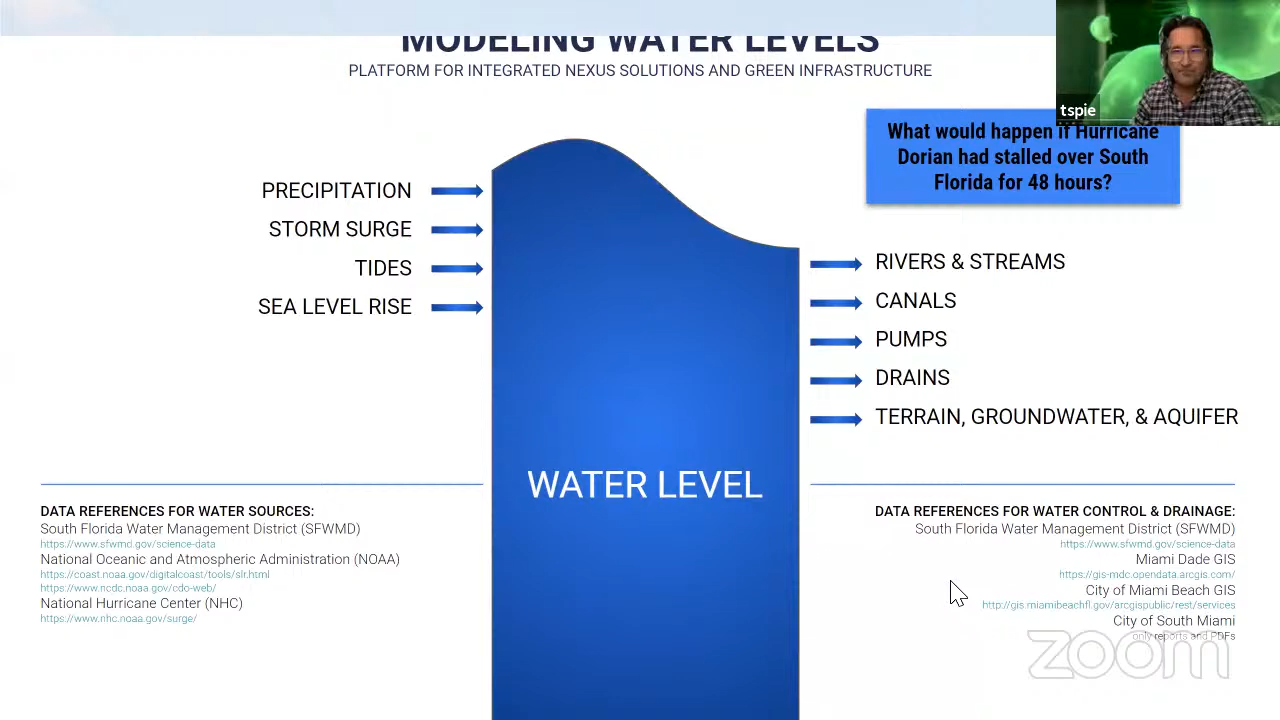 MODELING WATER LEVELS
PLATFORM FOR INTEGRATED NEXUS SOLUTIONS AND GREEN INFRASTRUCTURE
tspie
What would happen if Hurricane
Dorian had stalled over South
Florida for 48 hours?
PRECIPITATION
STORM SURGE
TIDES
SEA LEVEL RISE
RIVERS & STREAMS
CANALS
PUMPS
DRAINS
TERRAIN, GROUNDWATER, & AQUIFER
WATER LEVEL
DATA REFERENCES FOR WATER SOURCES:
South Florida Water Management District (SFWMD)
https://www.sfwmd.gov/science-data
National Oceanic and Atmospheric Administration (NOAA)
https://coast.noaa.gov/digitalcoast/tools/slr.html
https://www.ncdc.noaa.gov/cdo-web/
National Hurricane Center (NHC)
https://www.nhc.noaa.gov/surge/
DATA REFERENCES FOR WATER CONTROL & DRAINAGE:
South Florida Water Management District (SFWMD)
https://www.sfwmd.gov/science-data
Miami Dade GIS
https://gis-mdc.opendata.arcgis.com/
City of Miami Beach GIS
http://gis.miamibeachfl.gov/arcgispublic/rest/services
City of South Miami
only reports and PDFs
zoom